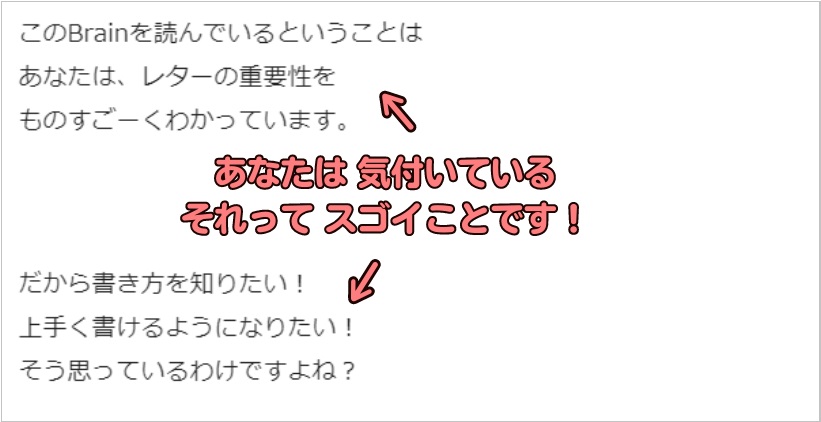 このBrainを読んでいるということは
あなたは、レターの重要性を
ものすごーくわかっています。
あなたは 気付いている
それって スゴイことです！
だから書き方を知りたい！
上手く書けるようになりたい！
そう思っているわけですよね？